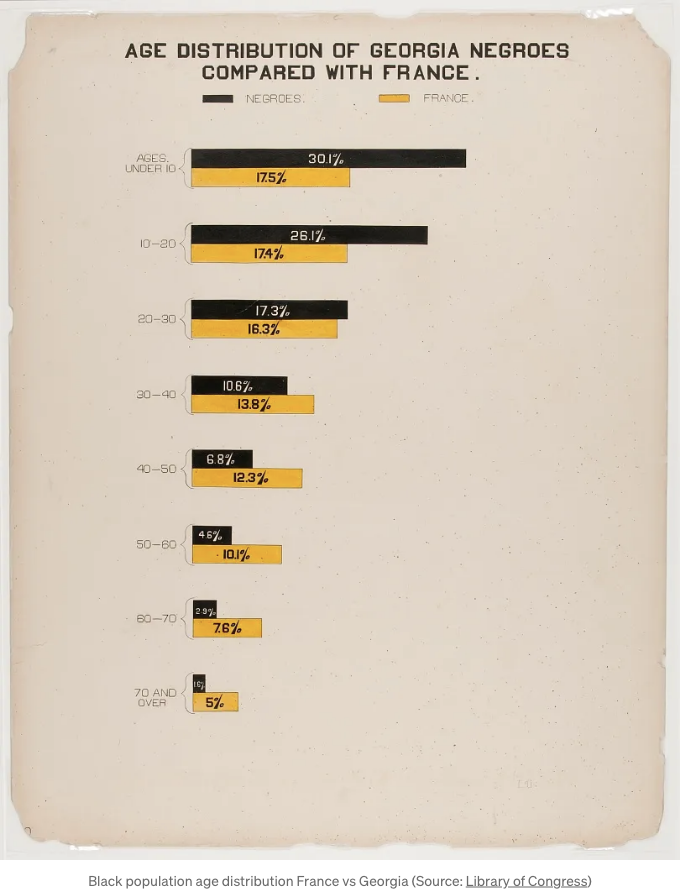 AGE DISTRIBUTION OF GEORGIA NEGROES
COMPARED WITH FRANCE.
NEGROES. FRANCE.
AGES.
UNDER 10
30.1%
17.5%
10—20
26.1%
17.4%
20—30
17.3%
16.3%
30—40
10.6%
13.8%
40—50
6.8%
12.3%
50—60
4.6%
10.1%
60—70
2.9%
7.6%
70 AND
OVER
5%
Black population age distribution France vs Georgia (Source: Library of Congress)